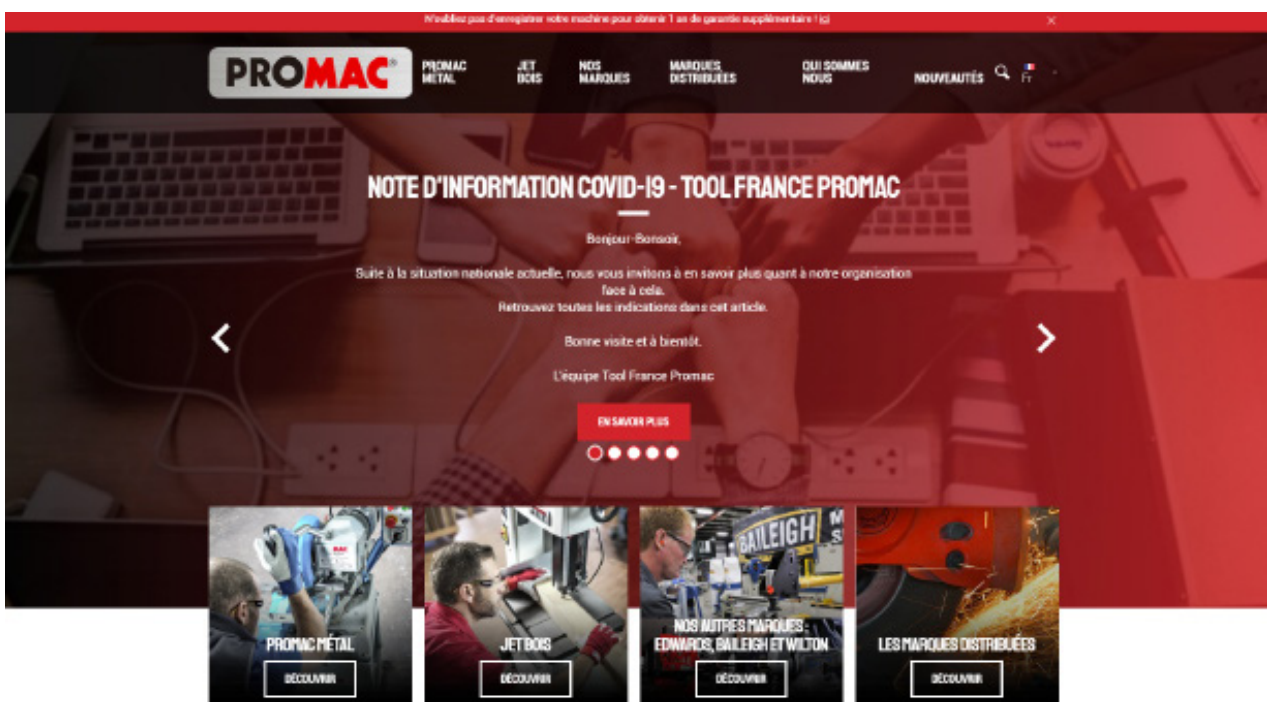 N'oubliez pas d'enregistrer votre machine pour obtenir 1 an de garantie supplémentaire ! ici
PROMAC®
PROMAC
MÉTAL
JET
BOIS
NOS
MARQUES
MARQUES
DISTRIBUÉES
QUI SOMMES
NOUS
NOUVEAUTÉS
Fr
NOTE D'INFORMATION COVID-19 - TOOL FRANCE PROMAC
Bonjour-Bonsoir,
Suite à la situation nationale actuelle, nous vous invitons à en savoir plus quant à notre organisation
face à cela.
Retrouvez toutes les indications dans cet article.
Bonne visite et à bientôt.
L'équipe Tool France Promac
EN SAVOIR PLUS
BAILEIGH
PROMAC MÉTAL
DÉCOUVRIR
JET BOIS
DÉCOUVRIR
NOS AUTRES MARQUES :
EDWARDS, BAILEIGH ET WILTON
DÉCOUVRIR
LES MARQUES DISTRIBUÉES
DÉCOUVRIR